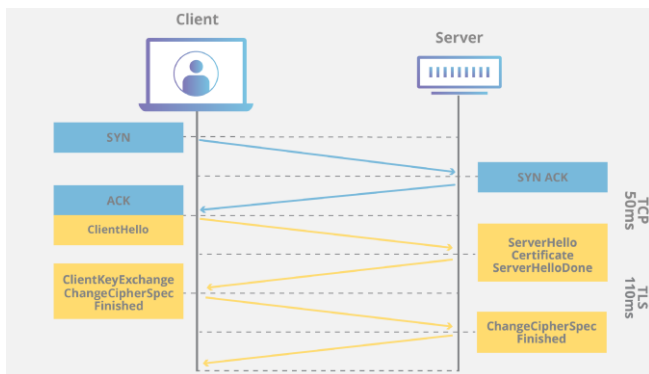 Client
Server
SYN
SYN ACK
ACK
ClientHello
ServerHello
Certificate
ServerHelloDone
ClientKeyExchange
ChangeCipherSpec
Finished
ChangeCipherSpec
Finished
TCP
50ms
TLS
110ms